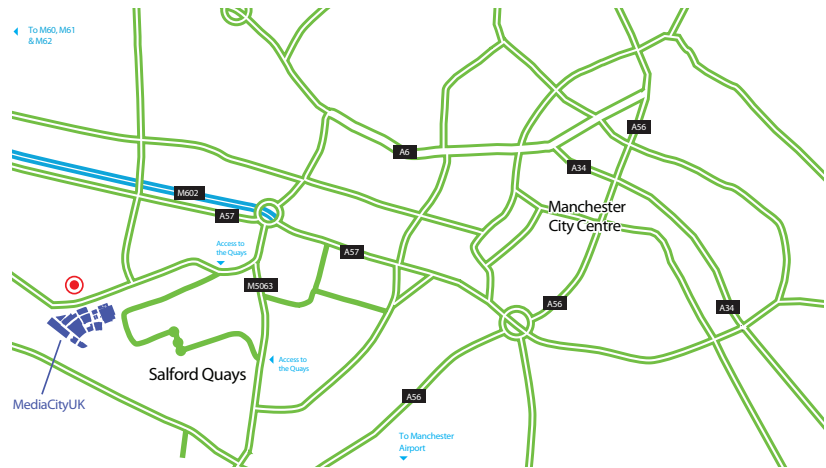 To M60, M61
& M62
A56
A6
A34
M602
Manchester
City Centre
A57
Access to
the Quays
A57
M5063
A56
A34
Access to
the Quays
Salford Quays
MediaCityUK
A56
To Manchester
Airport